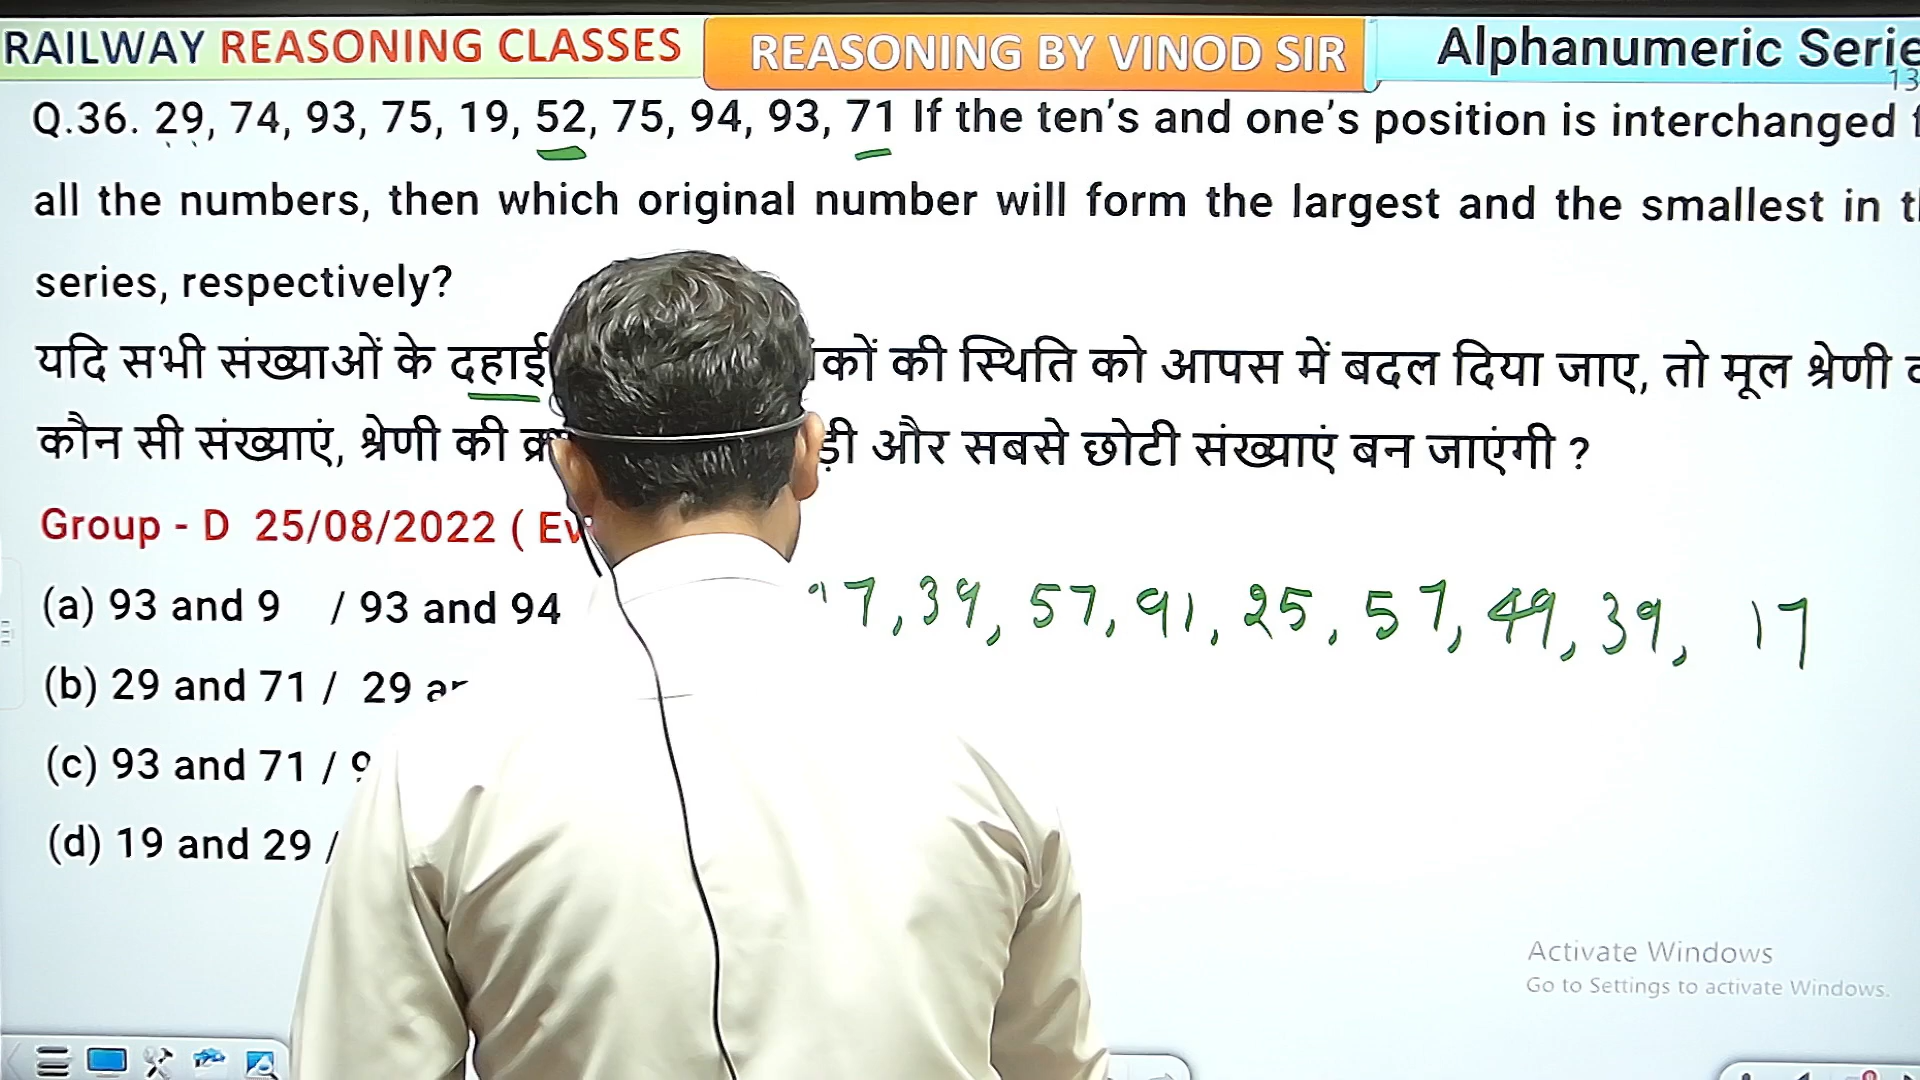 RAILWAY REASONING CLASSES REASONING BY VINOD SIR Alphanumeric Serie
13
Q.36. 29, 74, 93, 75, 19, 52, 75, 94, 93, 71 If the ten's and one's position is interchanged f
all the numbers, then which original number will form the largest and the smallest in th
series, respectively?
यदि सभी संख्याओं के दहाई कों की स्थिति को आपस में बदल दिया जाए, तो मूल श्रेणी
कौन सी संख्याएं, श्रेणी की ड़ी और सबसे छोटी संख्याएं बन जाएंगी ?
Group - D 25/08/2022 ( Ev
(a) 93 and 9 / 93 and 94
7, 39, 57, 91, 25, 57, 49, 39, 17
(b) 29 and 71 / 29 a
(c) 93 and 71 / 9
(d) 19 and 29 /
Activate Windows
Go to Settings to activate Windows.